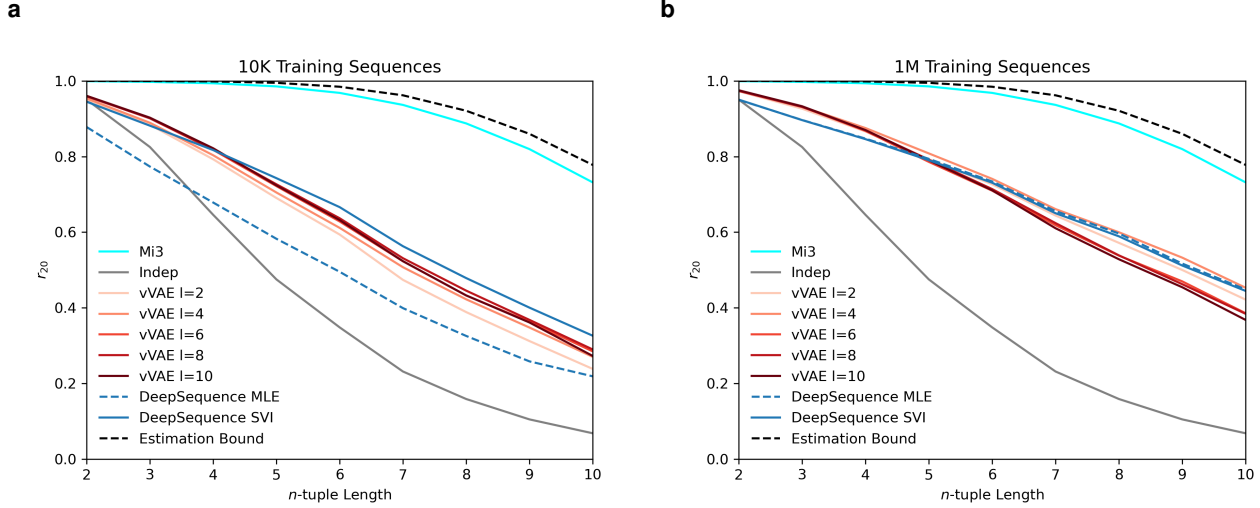 a
10K Training Sequences
1.0
0.8
0.6
0.4
0.2
0.0
r20
Mi3
Indep
vVAE l=2
vVAE l=4
vVAE l=6
vVAE l=8
vVAE l=10
DeepSequence MLE
DeepSequence SVI
Estimation Bound
2 3 4 5 6 7 8 9 10
n-tuple Length
b
1M Training Sequences
1.0
0.8
0.6
0.4
0.2
0.0
r20
Mi3
Indep
vVAE l=2
vVAE l=4
vVAE l=6
vVAE l=8
vVAE l=10
DeepSequence MLE
DeepSequence SVI
Estimation Bound
2 3 4 5 6 7 8 9 10
n-tuple Length